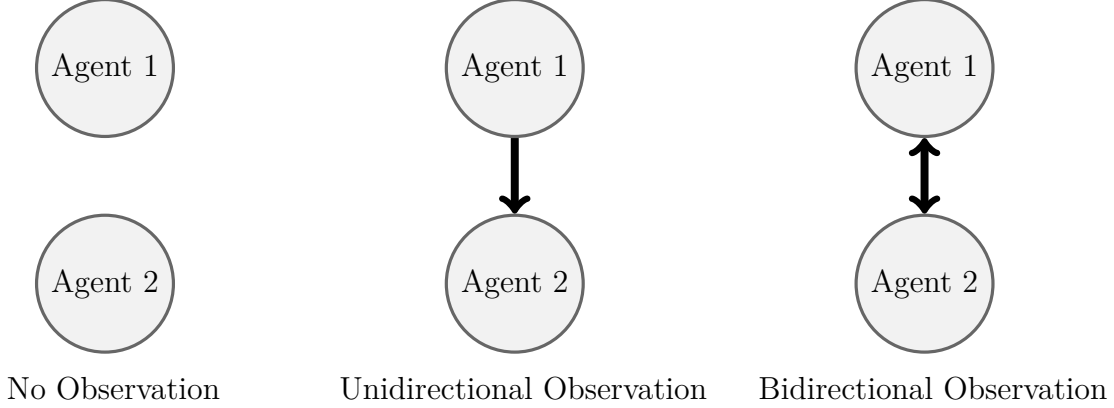 Agent 1
Agent 1
Agent 1
Agent 2
Agent 2
Agent 2
No Observation
Unidirectional Observation
Bidirectional Observation